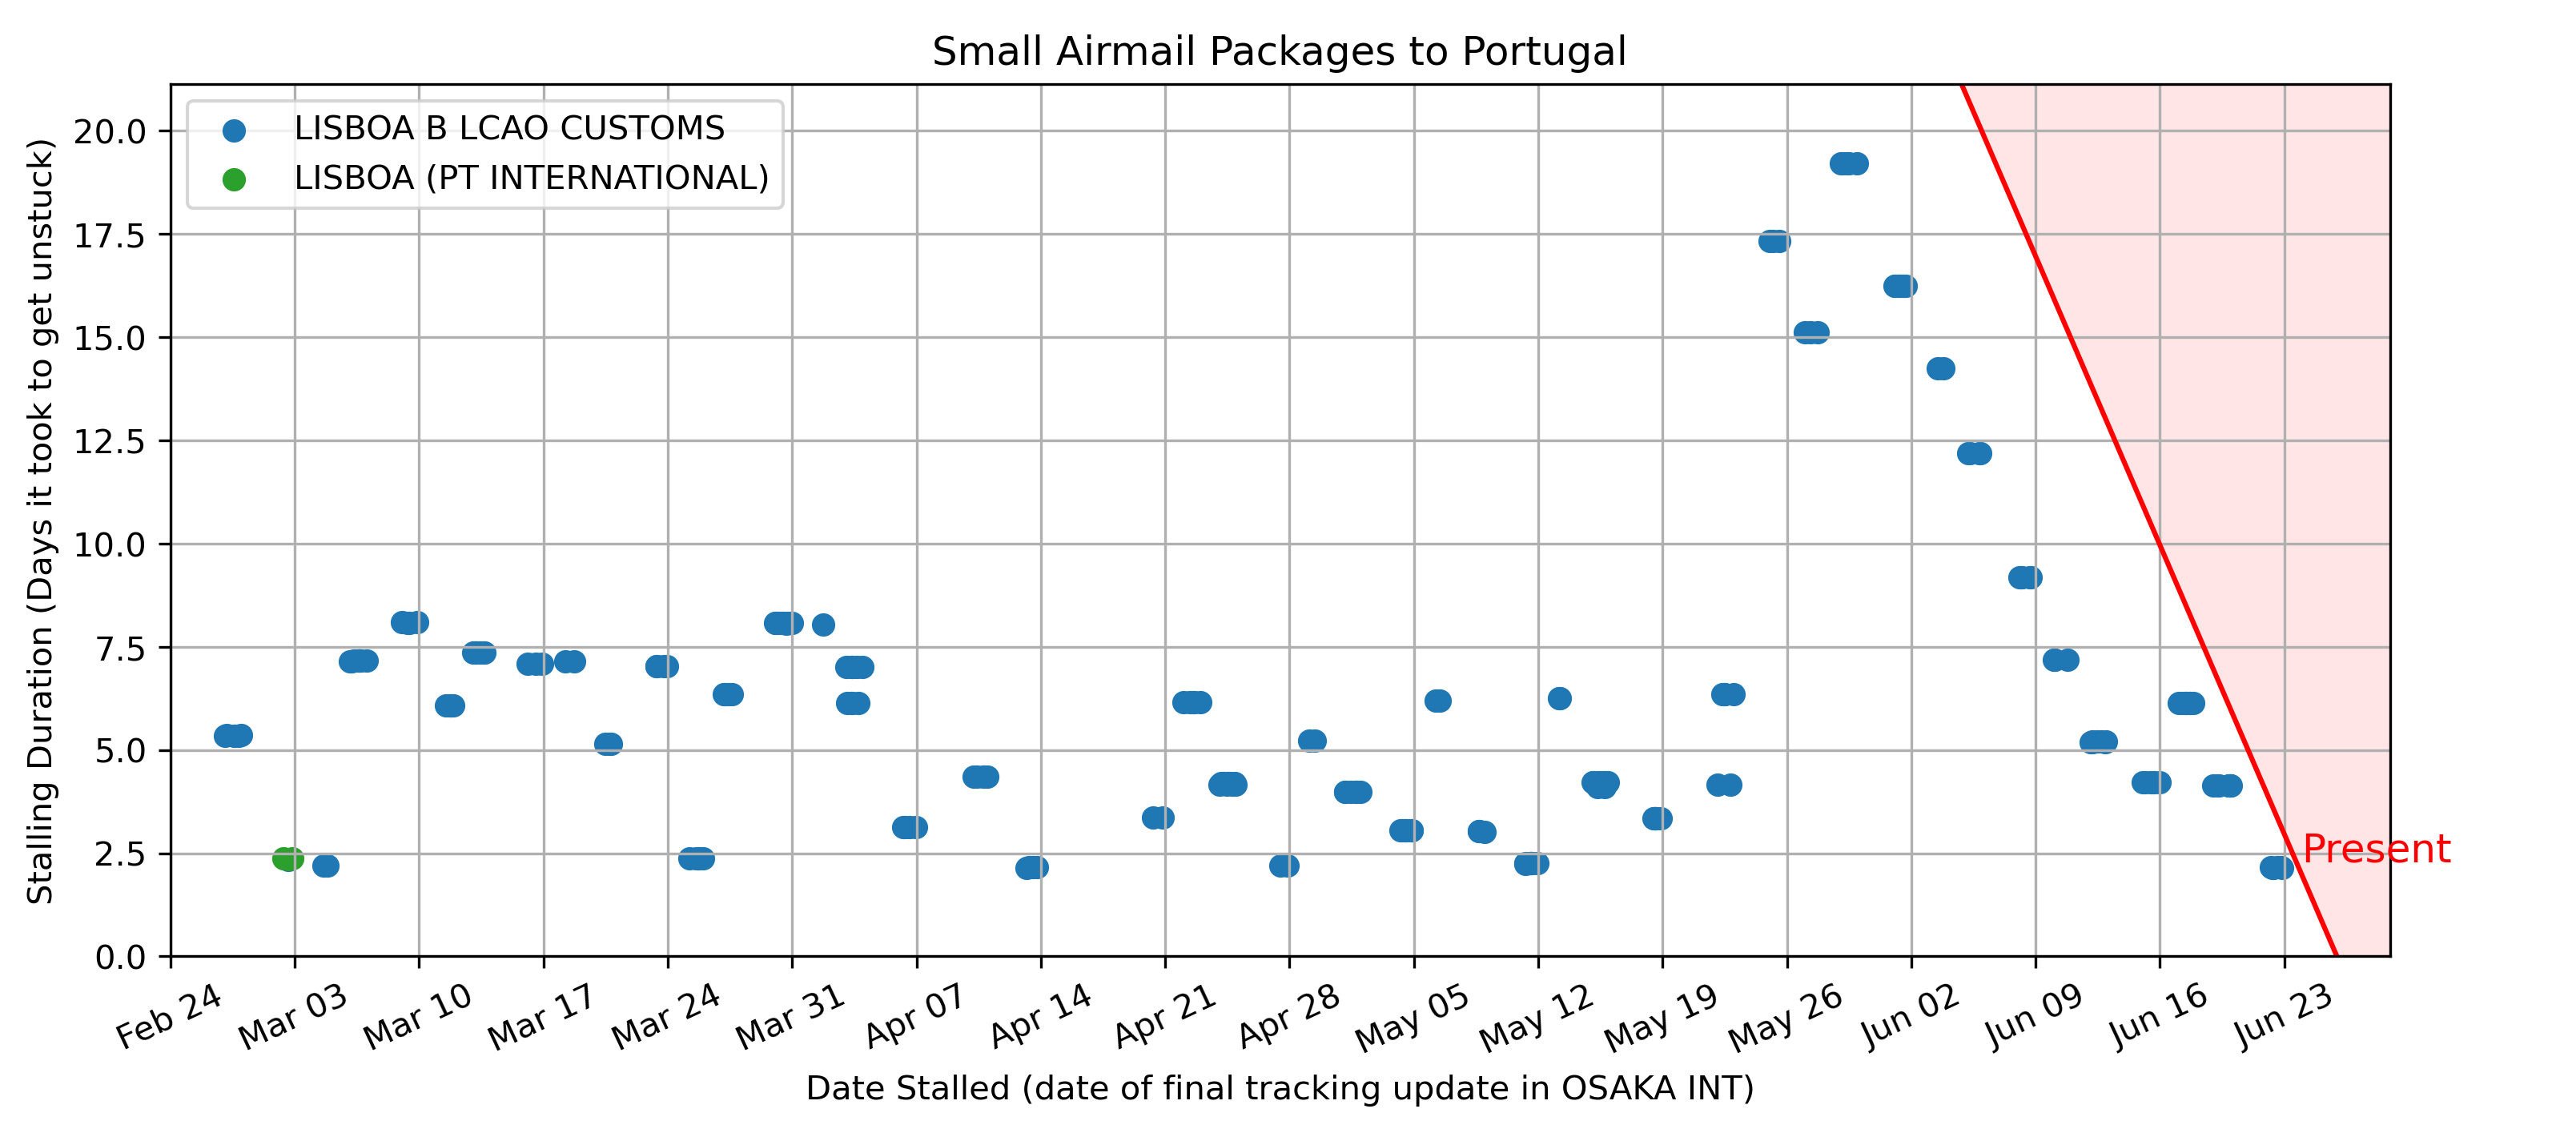 Small Airmail Packages to Portugal
LISBOA B LCAO CUSTOMS
LISBOA (PT INTERNATIONAL)
Stalling Duration (Days it took to get unstuck)
20.0
17.5
15.0
12.5
10.0
7.5
5.0
2.5
0.0
Present
Feb 24
Mar 03
Mar 10
Mar 17
Mar 24
Mar 31
Apr 07
Apr 14
Apr 21
Apr 28
May 05
May 12
May 19
May 26
Jun 02
Jun 09
Jun 16
Jun 23
Date Stalled (date of final tracking update in OSAKA INT)